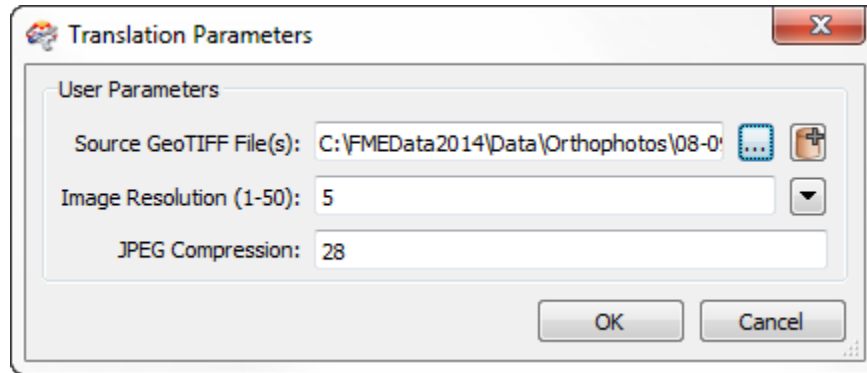 Translation Parameters
User Parameters
Source GeoTIFF File(s): C:\FMEData2014\Data\Orthophotos\08-09 ...
Image Resolution (1-50): 5
JPEG Compression: 28
OK Cancel